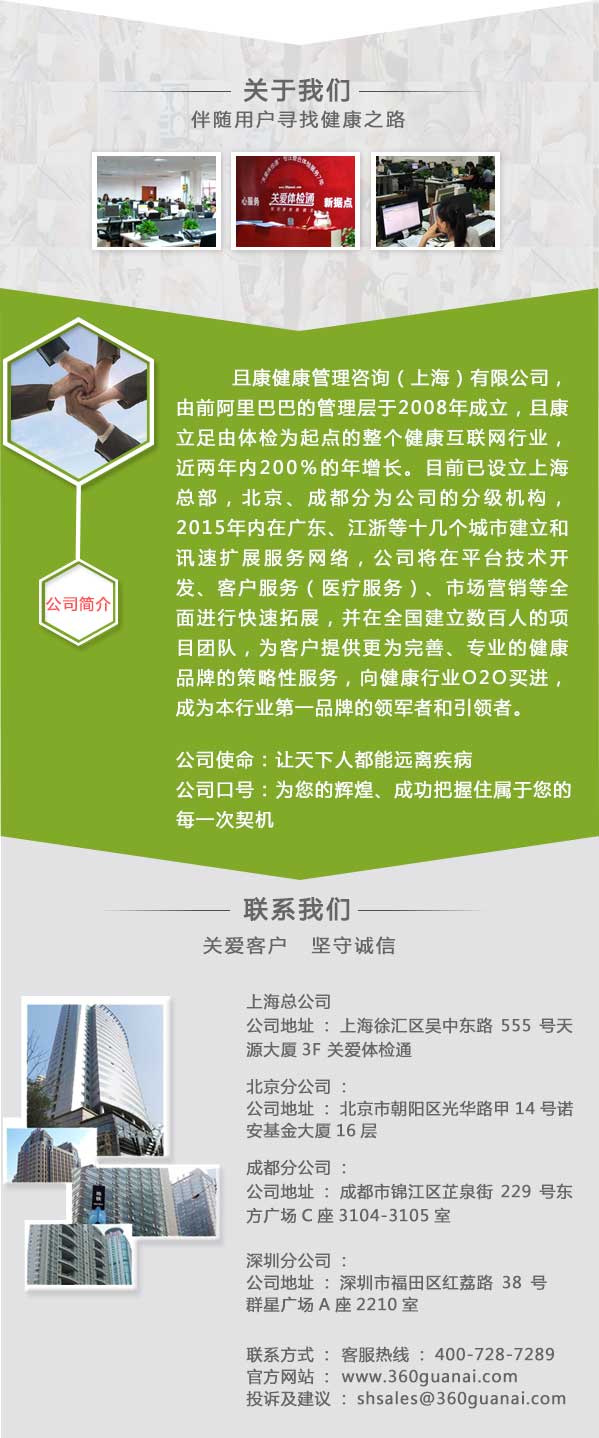 关于我们
伴随用户寻找健康之路
心服务
关爱体检通
新据点
且康健康管理咨询（上海）有限公司，
由前阿里巴巴的管理层于2008年成立，且康
立足由体检为起点的整个健康互联网行业，
近两年内200%的年增长。目前已设立上海
总部，北京、成都分为公司的分级机构，
2015年内在广东、江浙等十几个城市建立和
讯速扩展服务网络，公司将在平台技术开
发、客户服务（医疗服务）、市场营销等全
面进行快速拓展，并在全国建立数百人的项
目团队，为客户提供更为完善、专业的健康
品牌的策略性服务，向健康行业O2O买进，
成为本行业第一品牌的领军者和引领者。
公司简介
公司使命：让天下人都能远离疾病
公司口号：为您的辉煌、成功把握住属于您的
每一次契机
联系我们
关爱客户 坚守诚信
上海总公司
公司地址 ： 上海徐汇区吴中东路 555 号天
源大厦 3F 关爱体检通
北京分公司 ：
公司地址 ： 北京市朝阳区光华路甲 14 号诺
安基金大厦 16 层
成都分公司 ：
公司地址 ： 成都市锦江区芷泉街 229 号东
方广场 C 座 3104-3105 室
深圳分公司 ：
公司地址 ： 深圳市福田区红荔路 38 号
群星广场 A 座 2210 室
联系方式 ： 客服热线 ： 400-728-7289
官方网站 ： www.360guanai.com
投诉及建议 ： shsales@360guanai.com